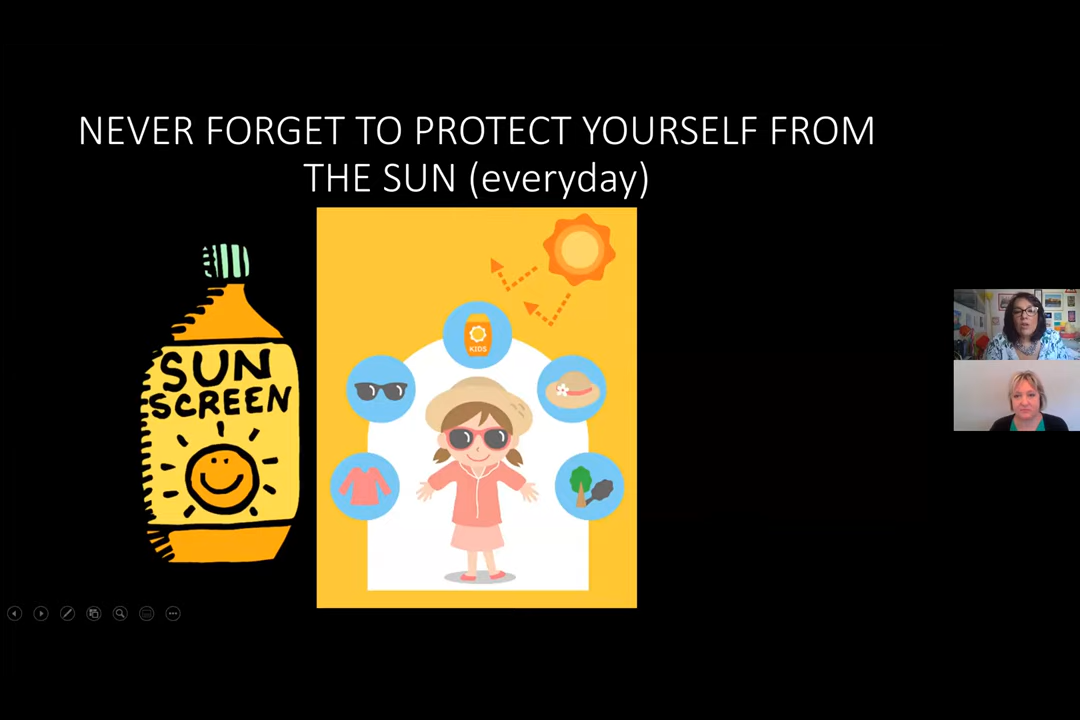 NEVER FORGET TO PROTECT YOURSELF FROM
THE SUN (everyday)
SUN
SCREEN
KIDS